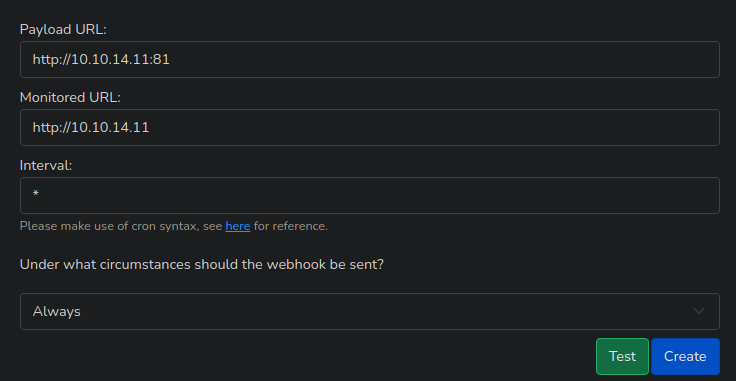 Payload URL:
http://10.10.14.11:81
Monitored URL:
http://10.10.14.11
Interval:
*
Please make use of cron syntax, see here for reference.
Under what circumstances should the webhook be sent?
Always
Test Create